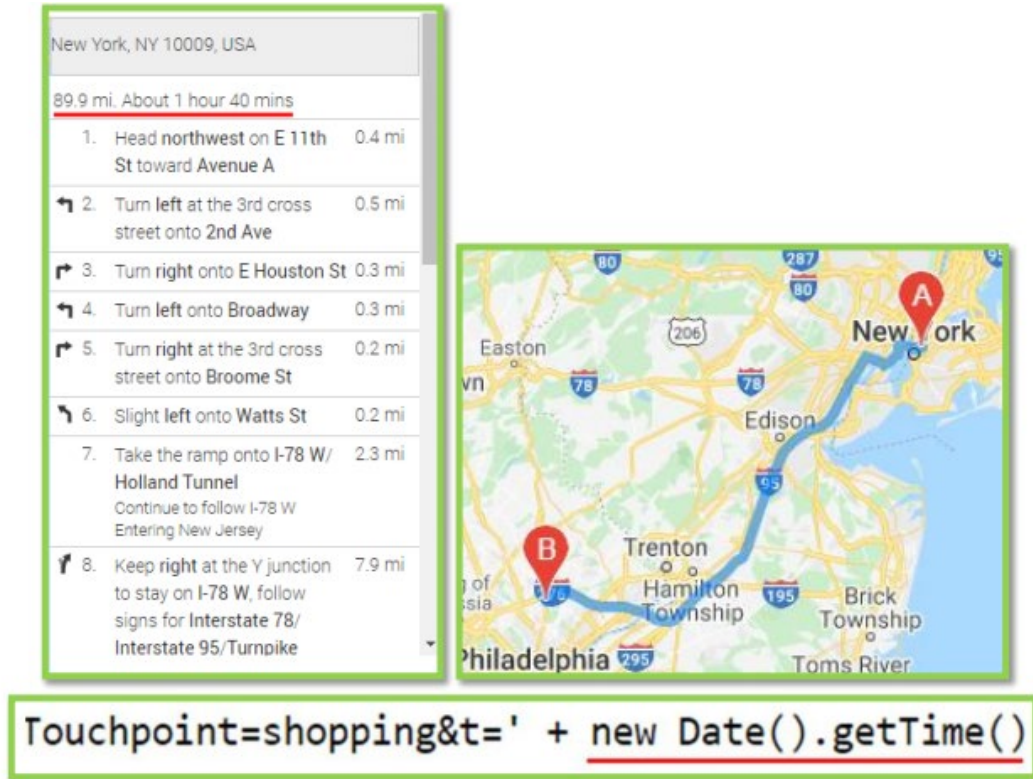 New York, NY 10009, USA
89.9 mi. About 1 hour 40 mins
1. Head northwest on E 11th 0.4 mi
St toward Avenue A
2. Turn left at the 3rd cross 0.5 mi
street onto 2nd Ave
3. Turn right onto E Houston St 0.3 mi
4. Turn left onto Broadway 0.3 mi
5. Turn right at the 3rd cross 0.2 mi
street onto Broome St
6. Slight left onto Watts St 0.2 mi
7. Take the ramp onto I-78 W/ 2.3 mi
Holland Tunnel
Continue to follow I-78 W
Entering New Jersey
8. Keep right at the Y junction 7.9 mi
to stay on I-78 W, follow
signs for Interstate 78/
Interstate 95/Turnpike
80
287
95
80
A
206
New York
Easton
wn
78
78
Edison
95
B
Trenton
g of
ssia
Hamilton
Township
195
Brick
Township
Philadelphia
295
Toms River
Touchpoint=shopping&t=' + new Date().getTime()